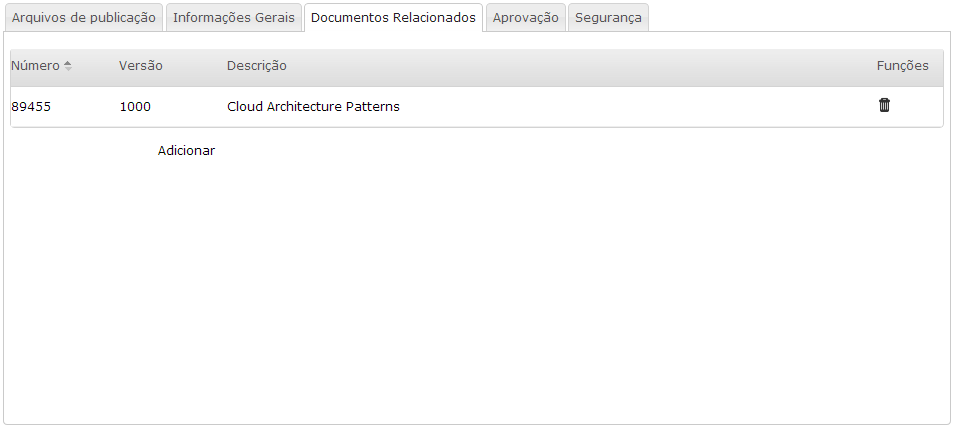 Arquivos de publicação Informações Gerais Documentos Relacionados Aprovação Segurança
Número Versão Descrição Funções
89455 1000 Cloud Architecture Patterns
Adicionar